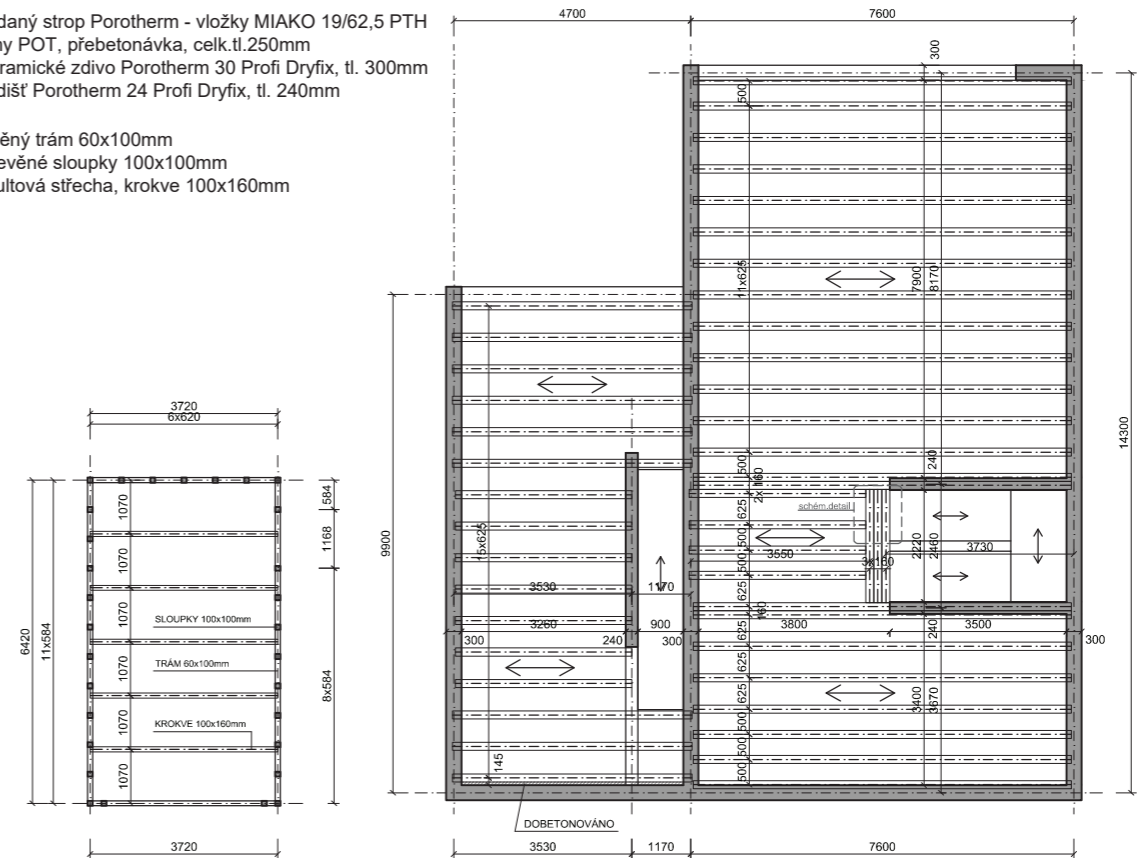 daný strop Porotherm - vložky MIAKO 19/62,5 PTH
ny POT, přebetonávka, celk.tl.250mm
ramické zdivo Porotherm 30 Profi Dryfix, tl. 300mm
dišť Porotherm 24 Profi Dryfix, tl. 240mm
ěný trám 60x100mm
evěné sloupky 100x100mm
ultová střecha, krokve 100x160mm
4700
7600
300
500
11x625
7900
8170
14300
9900
15x625
500
240
2x 160
schém.detail
625
500
500
625
3550
3x160
2220
2460
3730
3530
1170
3260
900
300
240
300
160
3800
3500
240
300
625
625
500
500
500
3400
3670
145
DOBETONOVÁNO
3530
1170
7600
3720
6x620
1070
1070
1070
1070
1070
1070
584
1168
8x584
6420
11x584
SLOUPKY 100x100mm
TRÁM 60x100mm
KROKVE 100x160mm
3720